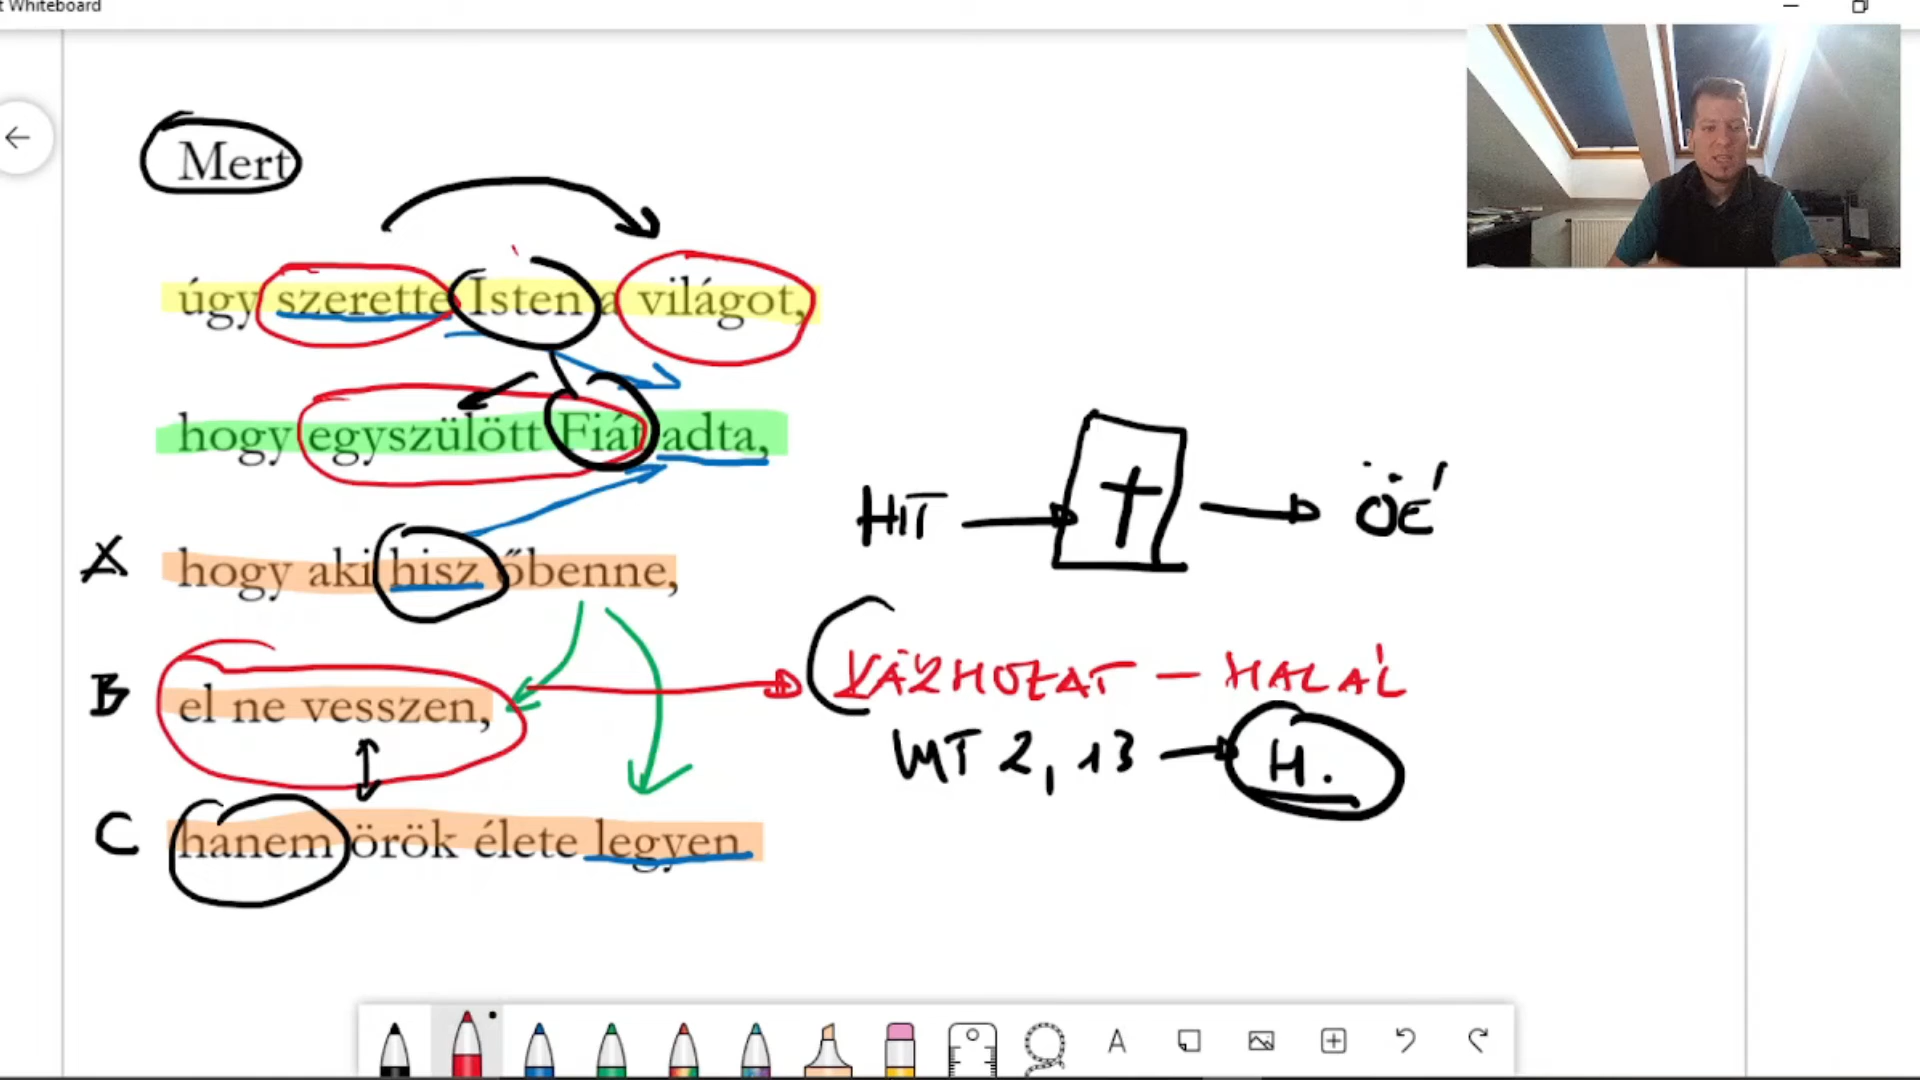 t Whiteboard
Mert
úgy szerette Isten a világot,
hogy egyszülött Fiát adta,
HIT → † → ÖÉ
A hogy aki hisz őbenne,
B el ne vesszen,
KÁRHOZAT – HALÁL
MT 2,13 → H.
C hanem örök élete legyen
A